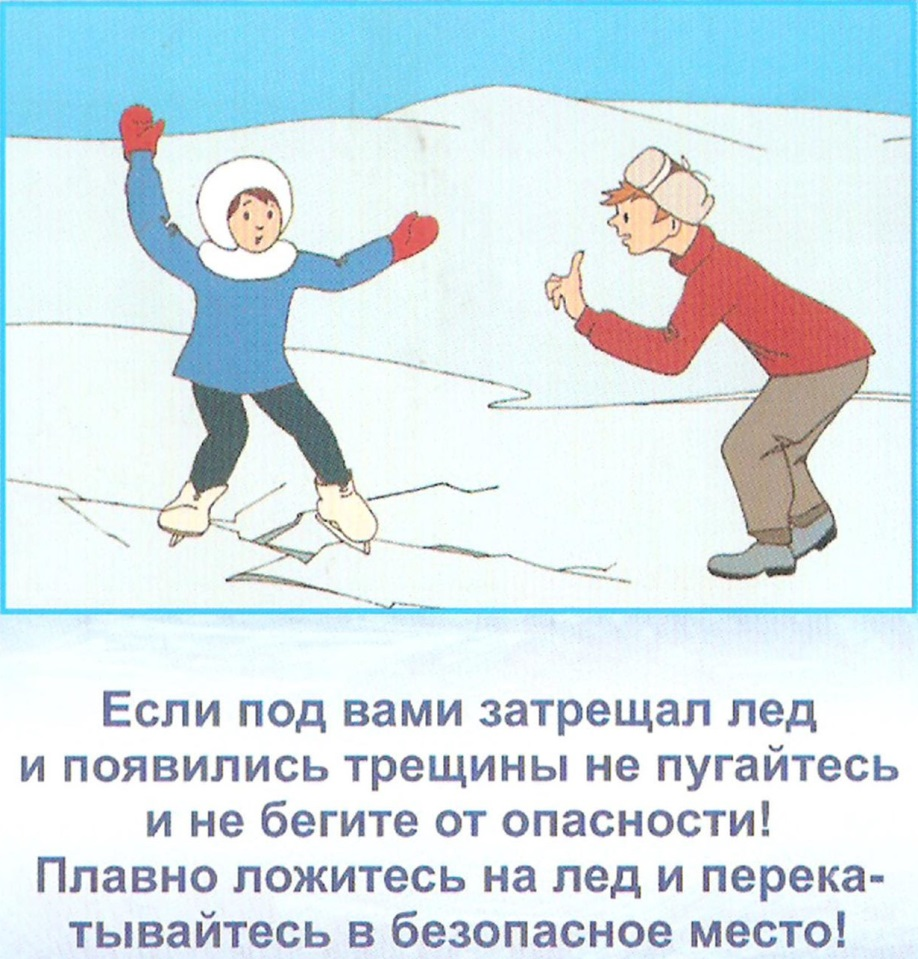 Если под вами затрещал лед
и появились трещины не пугайтесь
и не бегите от опасности!
Плавно ложитесь на лед и перека-
тывайтесь в безопасное место!